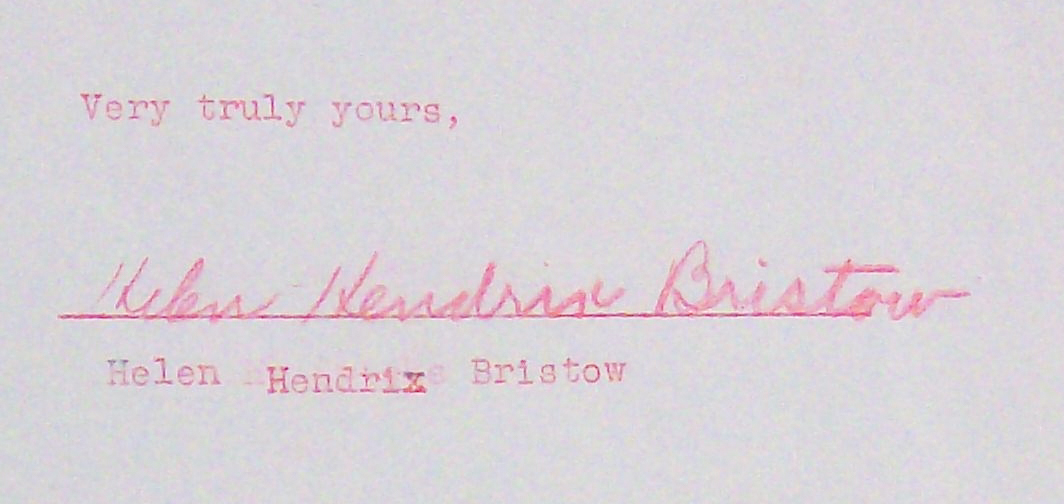 Very truly yours,
Helen Hendrix Bristow
Helen Hendrix Bristow